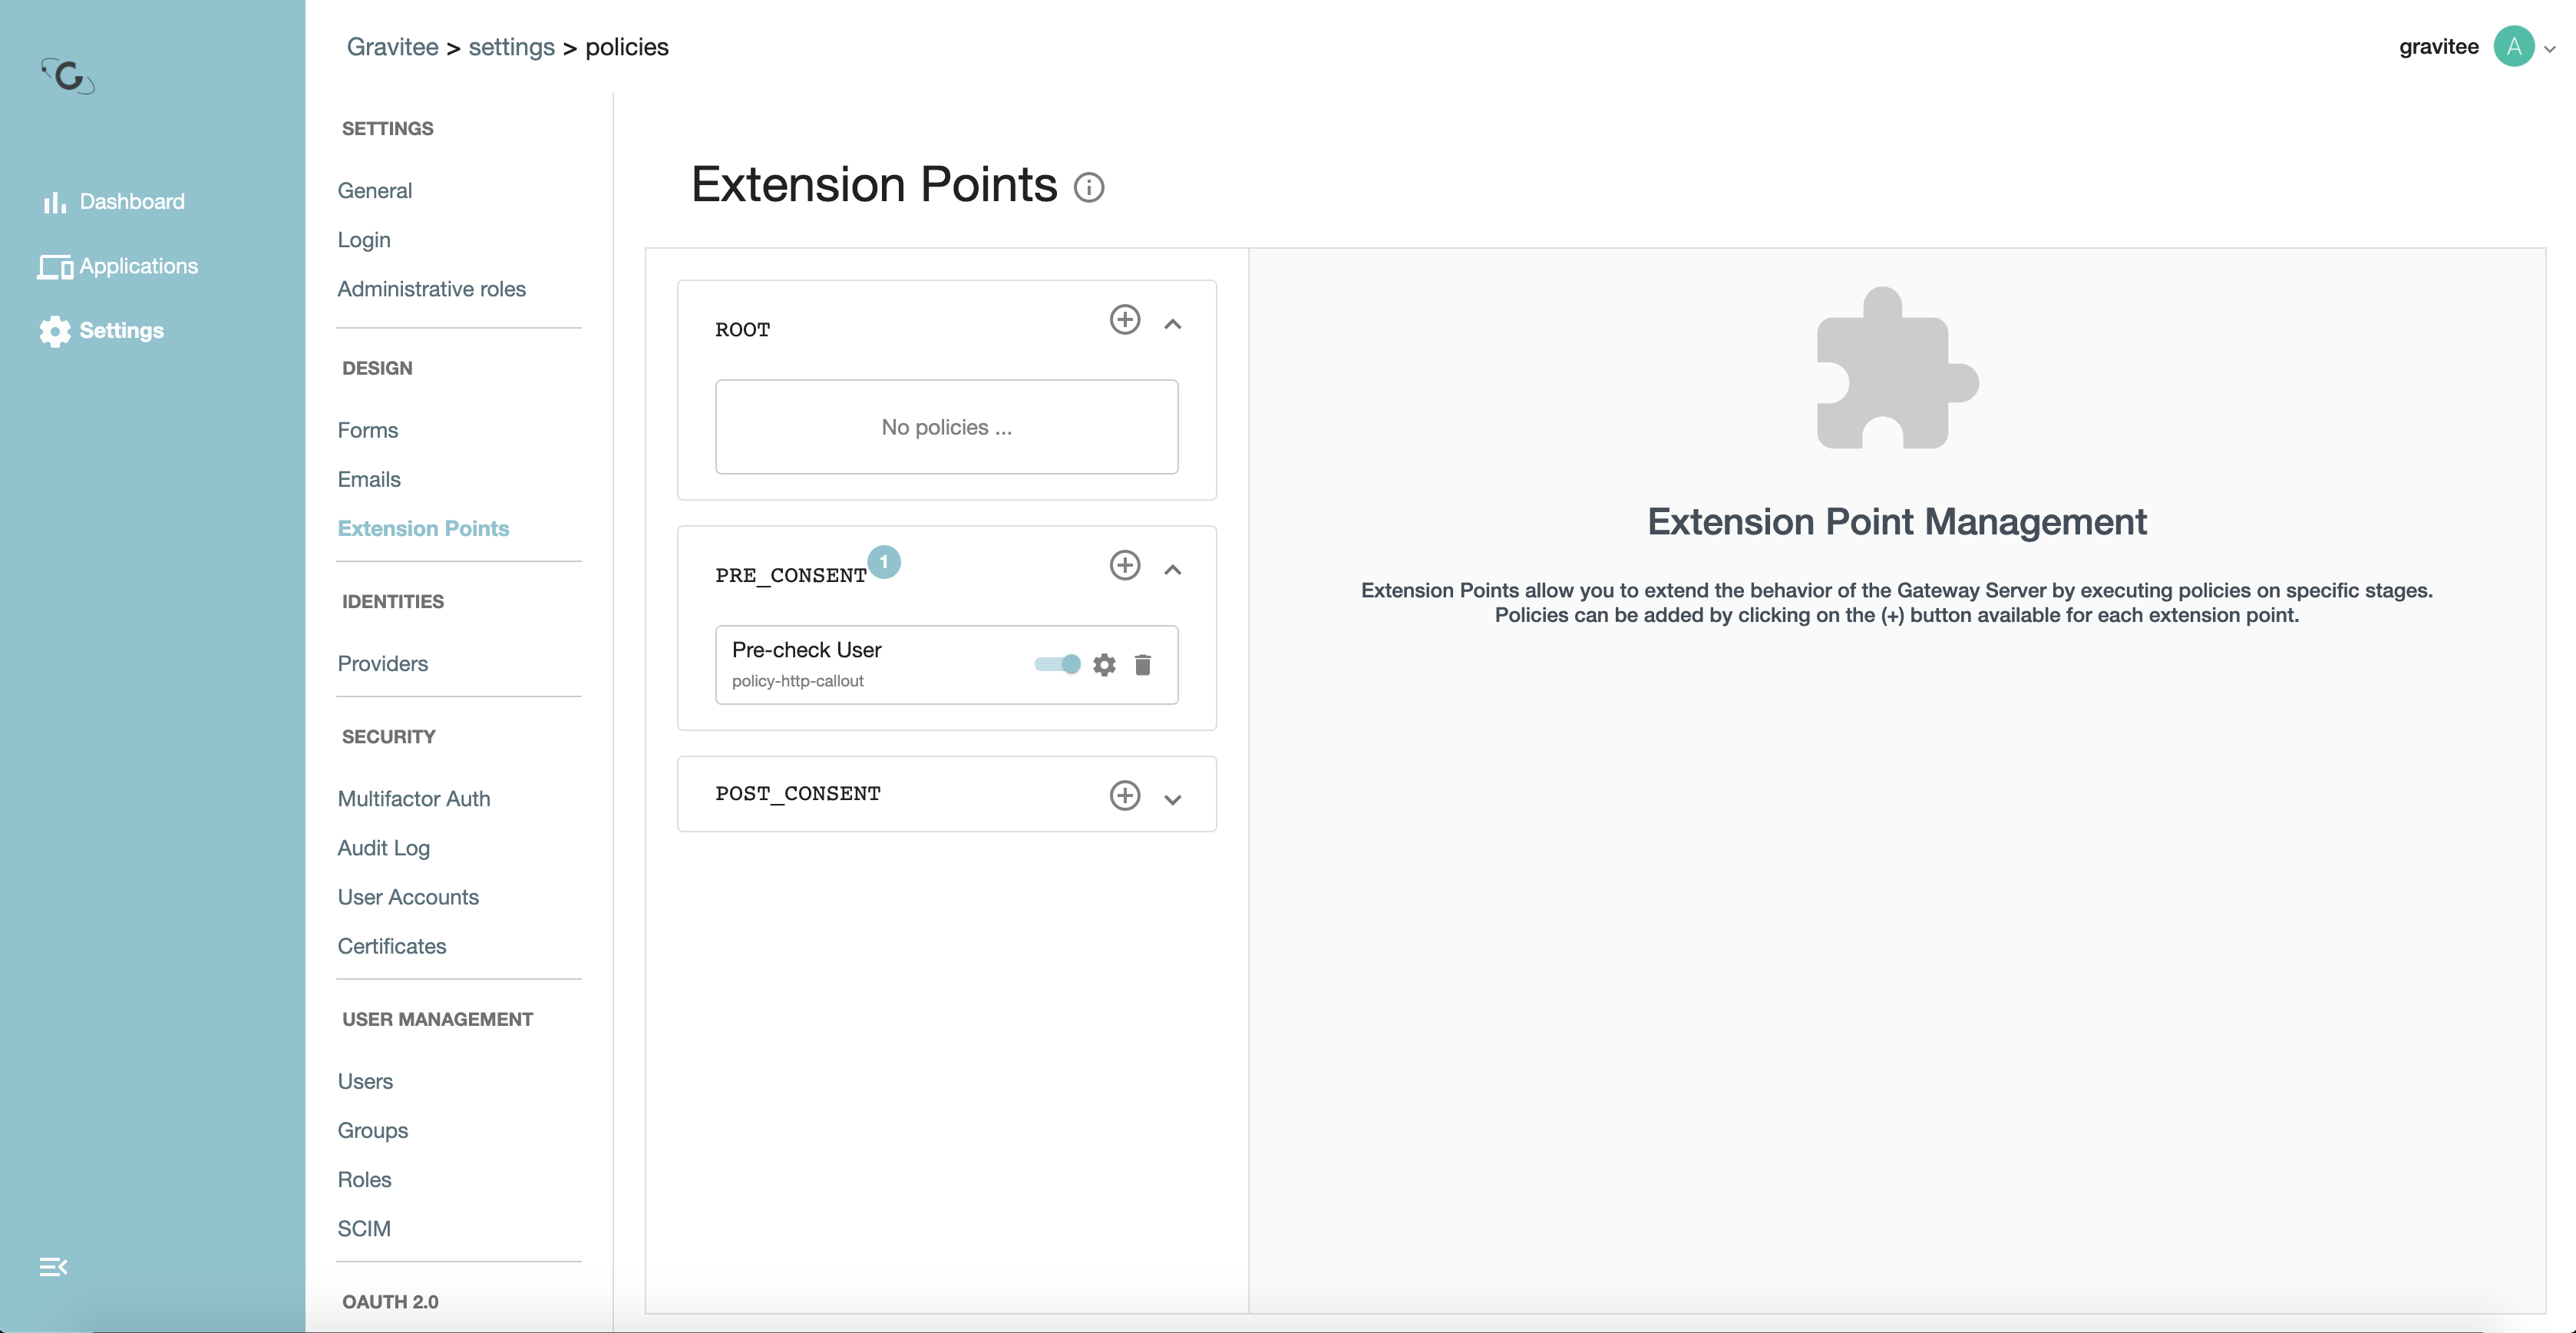 Gravitee > settings > policies
gravitee
A
Dashboard
Applications
Settings
SETTINGS
General
Login
Administrative roles
DESIGN
Forms
Emails
Extension Points
IDENTITIES
Providers
SECURITY
Multifactor Auth
Audit Log
User Accounts
Certificates
USER MANAGEMENT
Users
Groups
Roles
SCIM
OAUTH 2.0
Extension Points
ROOT
No policies ...
PRE_CONSENT
1
Pre-check User
policy-http-callout
POST_CONSENT
Extension Point Management
Extension Points allow you to extend the behavior of the Gateway Server by executing policies on specific stages.
Policies can be added by clicking on the (+) button available for each extension point.